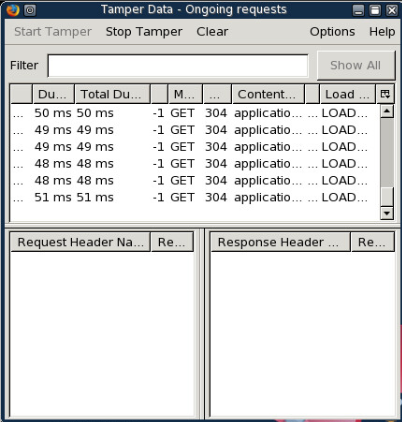 Tamper Data - Ongoing requests
Start Tamper Stop Tamper Clear Options Help
Filter Show All
Du... Total Du... M... ... Content... Load ...
... 50 ms 50 ms -1 GET 304 applicatio... ... LOAD...
... 49 ms 49 ms -1 GET 304 applicatio... ... LOAD...
... 49 ms 49 ms -1 GET 304 applicatio... ... LOAD...
... 48 ms 48 ms -1 GET 304 applicatio... ... LOAD...
... 48 ms 48 ms -1 GET 304 applicatio... ... LOAD...
... 51 ms 51 ms -1 GET 304 applicatio... ... LOAD...
Request Header Na... Re... Response Header ... Re...